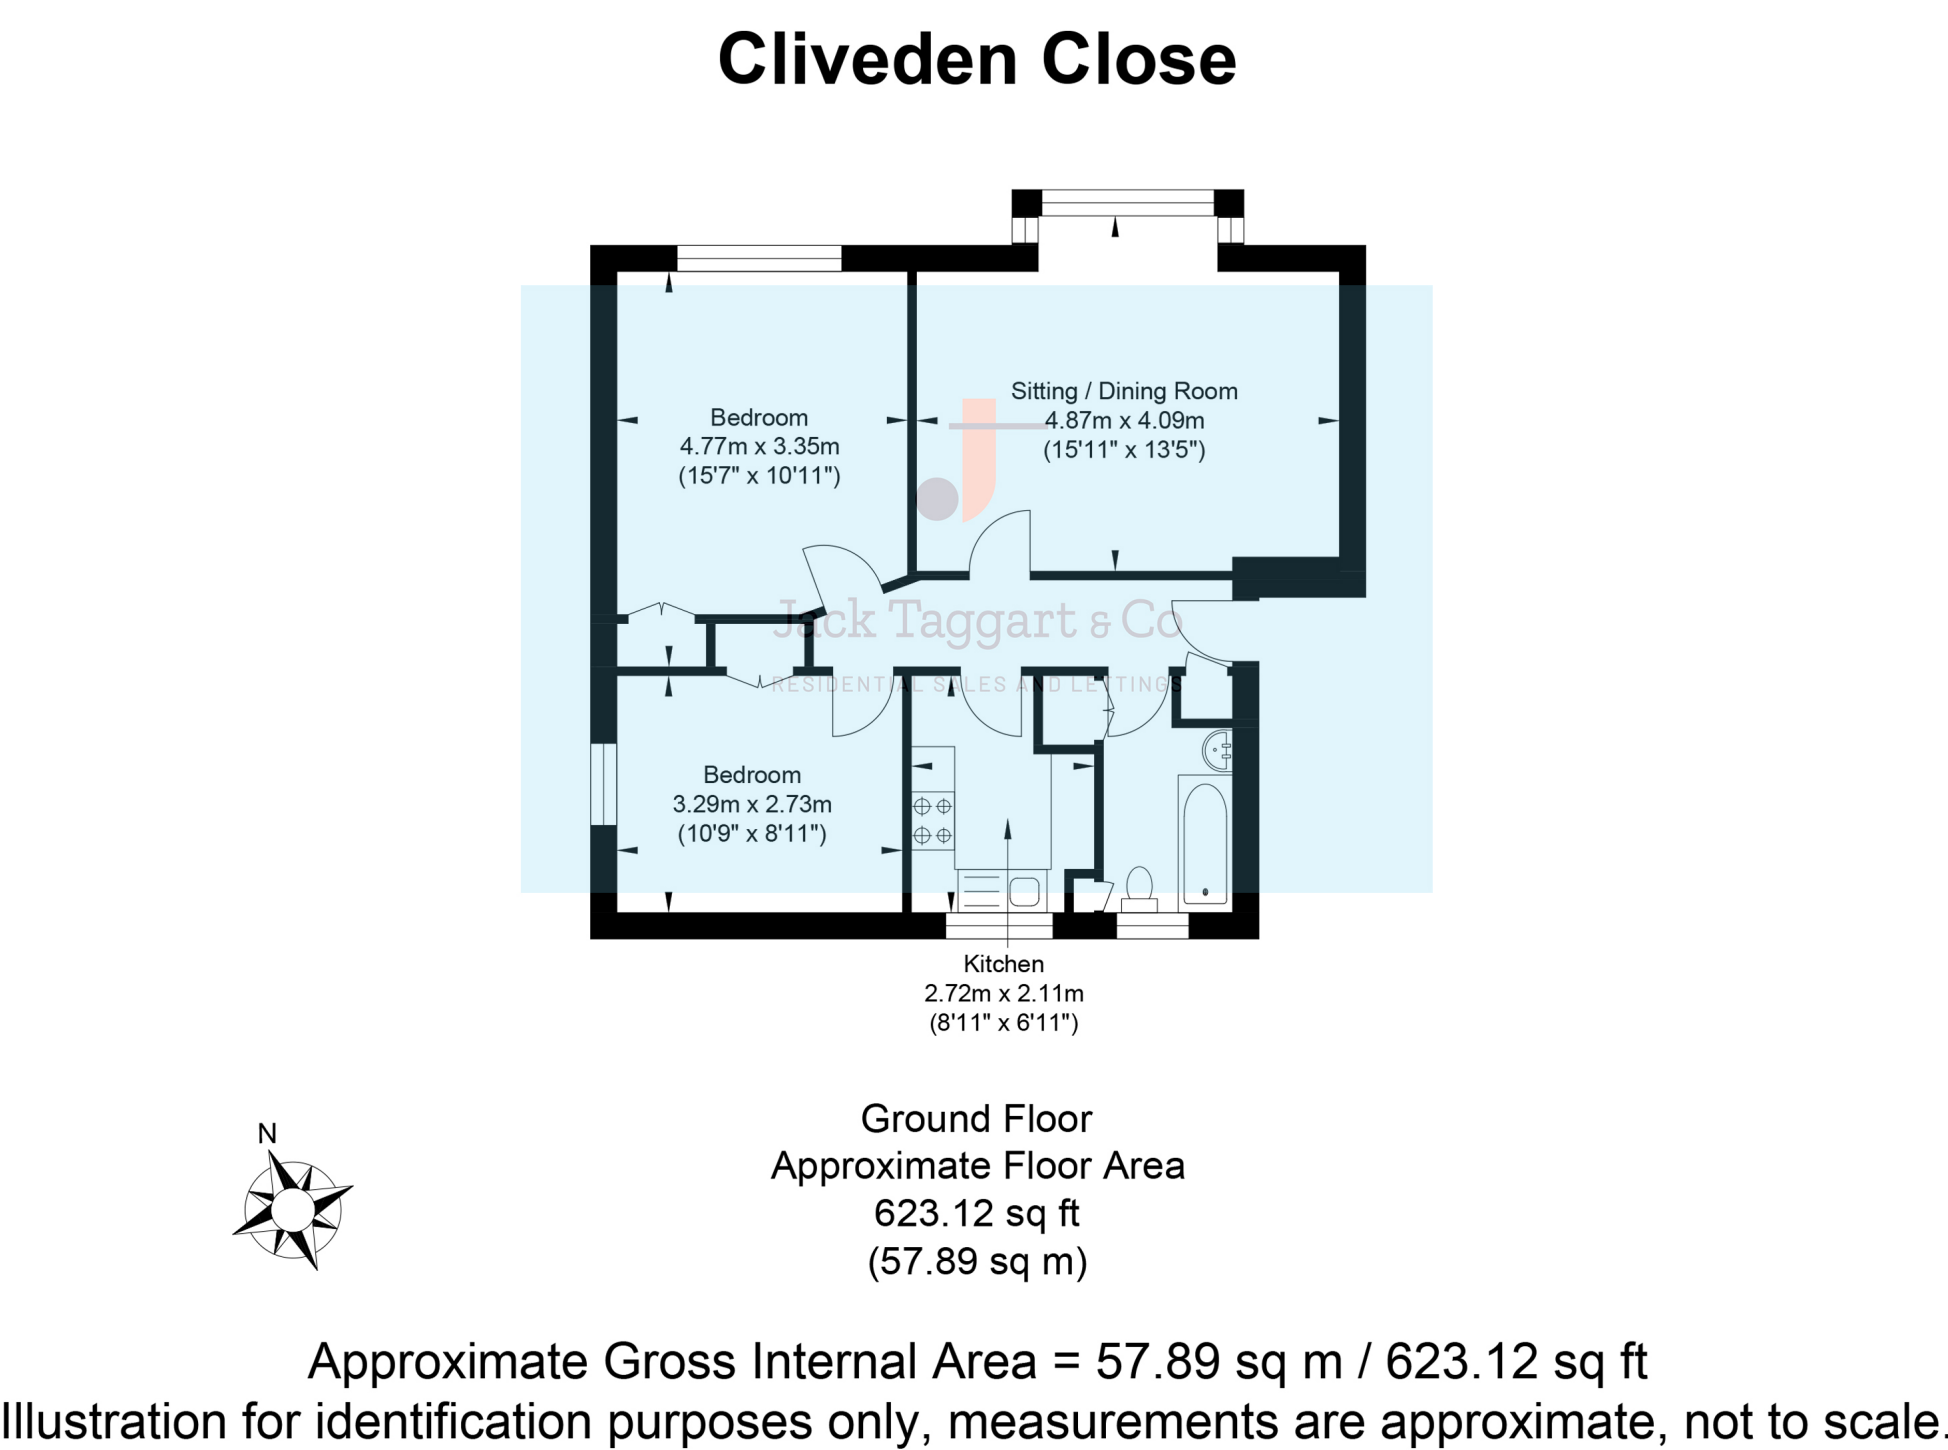 Cliveden Close
Bedroom
4.77m x 3.35m
(15'7" x 10'11")
Sitting / Dining Room
4.87m x 4.09m
(15'11" x 13'5")
Jack Taggart & Co
RESIDENTIAL SALES AND LETTINGS
Bedroom
3.29m x 2.73m
(10'9" x 8'11")
Kitchen
2.72m x 2.11m
(8'11" x 6'11")
N
Ground Floor
Approximate Floor Area
623.12 sq ft
(57.89 sq m)
Approximate Gross Internal Area = 57.89 sq m / 623.12 sq ft
Illustration for identification purposes only, measurements are approximate, not to scale.